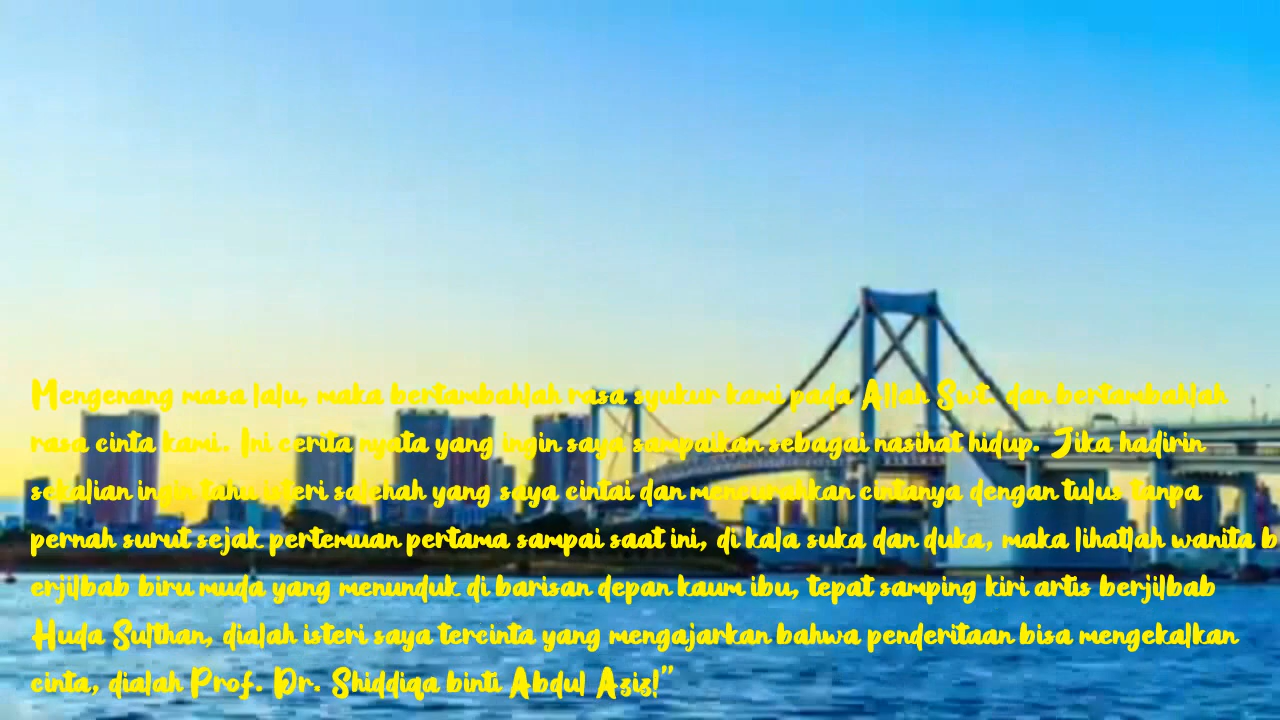 Mengenang masa lalu, maka bertambahlah rasa syukur kami pada Allah Swt. dan bertambahlah
rasa cinta kami. Ini cerita nyata yang ingin saya sampaikan sebagai nasihat hidup. Jika hadirin
sekalian ingin tahu isteri salehah yang saya cintai dan mencurahkan cintanya dengan tulus tanpa
pernah surut sejak pertemuan pertama sampai saat ini, di kala suka dan duka, maka lihatlah wanita b
erjilbab biru muda yang menunduk di barisan depan kaum ibu, tepat samping kiri artis berjilbab
Huda Sulthan, dialah isteri saya tercinta yang mengajarkan bahwa penderitaan bisa mengekalkan
cinta, dialah Prof. Dr. Shiddiqa binti Abdul Aziz!”